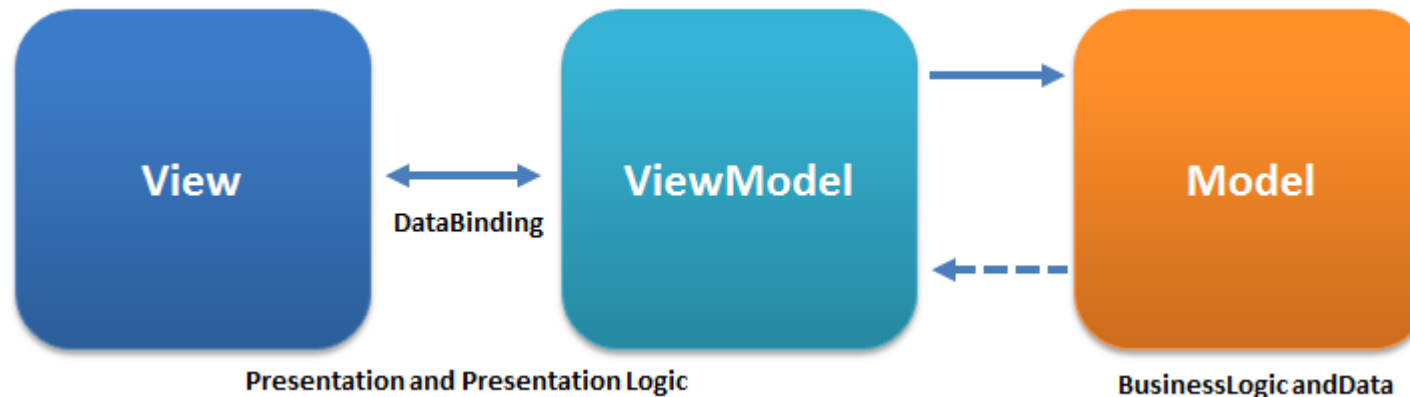 View
ViewModel
Model
DataBinding
Presentation and Presentation Logic
BusinessLogic andData